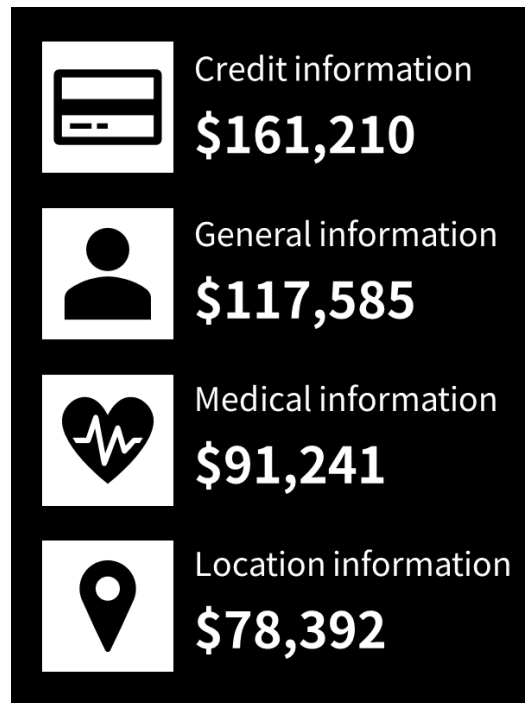 Credit information
$161,210
General information
$117,585
Medical information
$91,241
Location information
$78,392